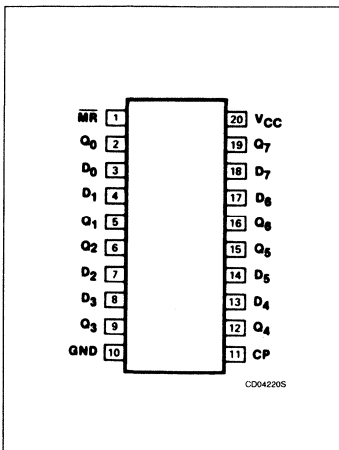 MR 1 20 VCC
Q0 2 19 Q7
D0 3 18 D7
D1 4 17 D6
Q1 5 16 Q6
Q2 6 15 Q5
D2 7 14 D5
D3 8 13 D4
Q3 9 12 Q4
GND 10 11 CP
CD04220S